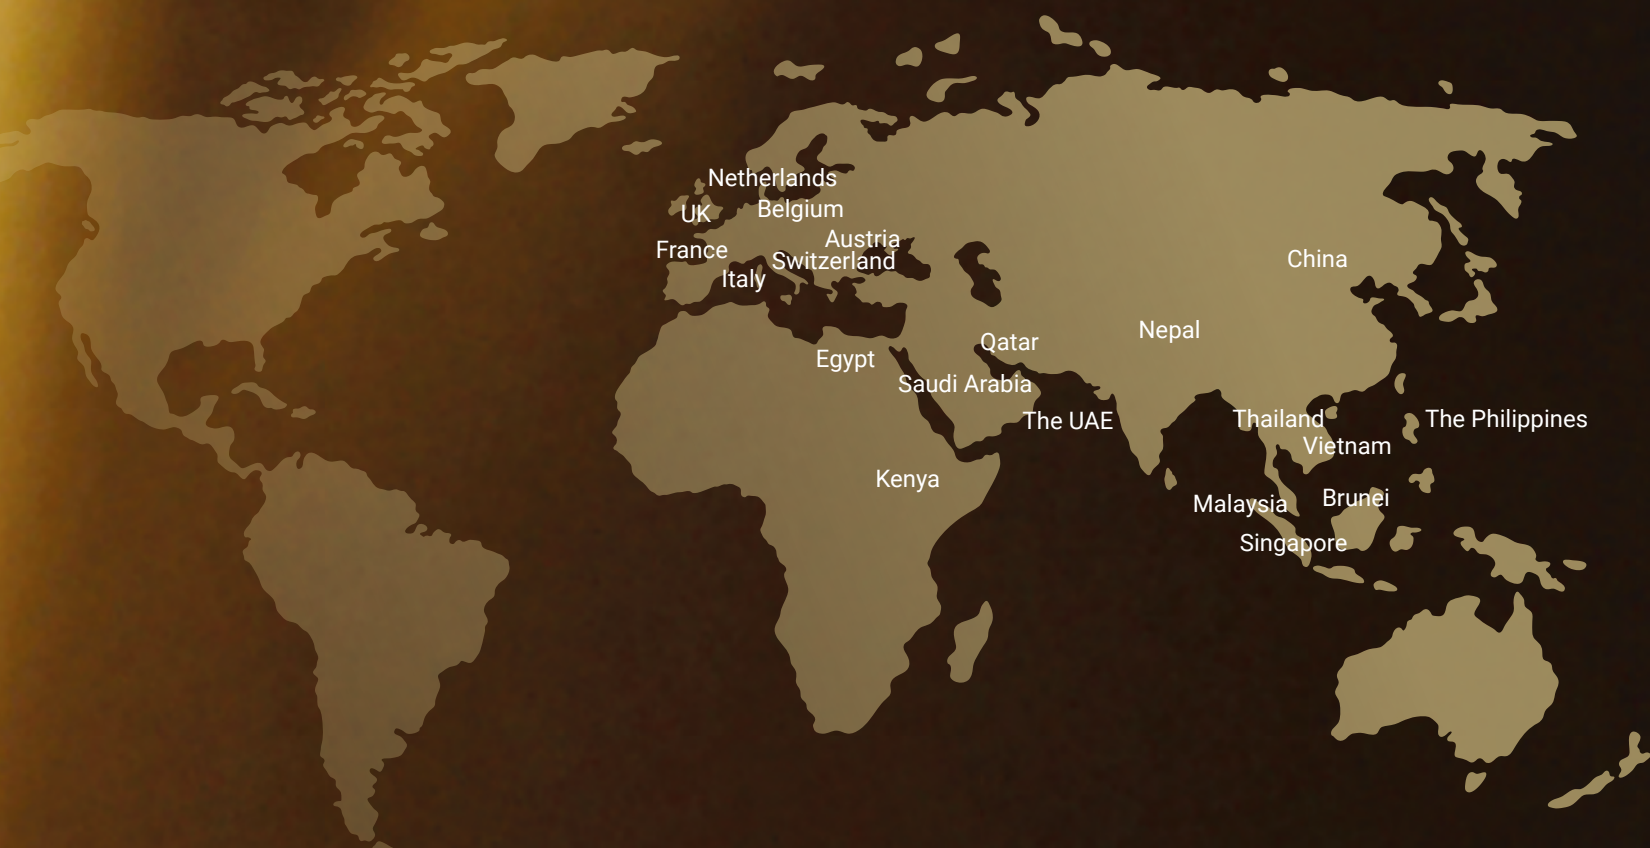 Netherlands
UK
Belgium
France
Austria
Switzerland
Italy
China
Nepal
Qatar
Egypt
Saudi Arabia
The UAE
Thailand
The Philippines
Vietnam
Kenya
Malaysia
Brunei
Singapore